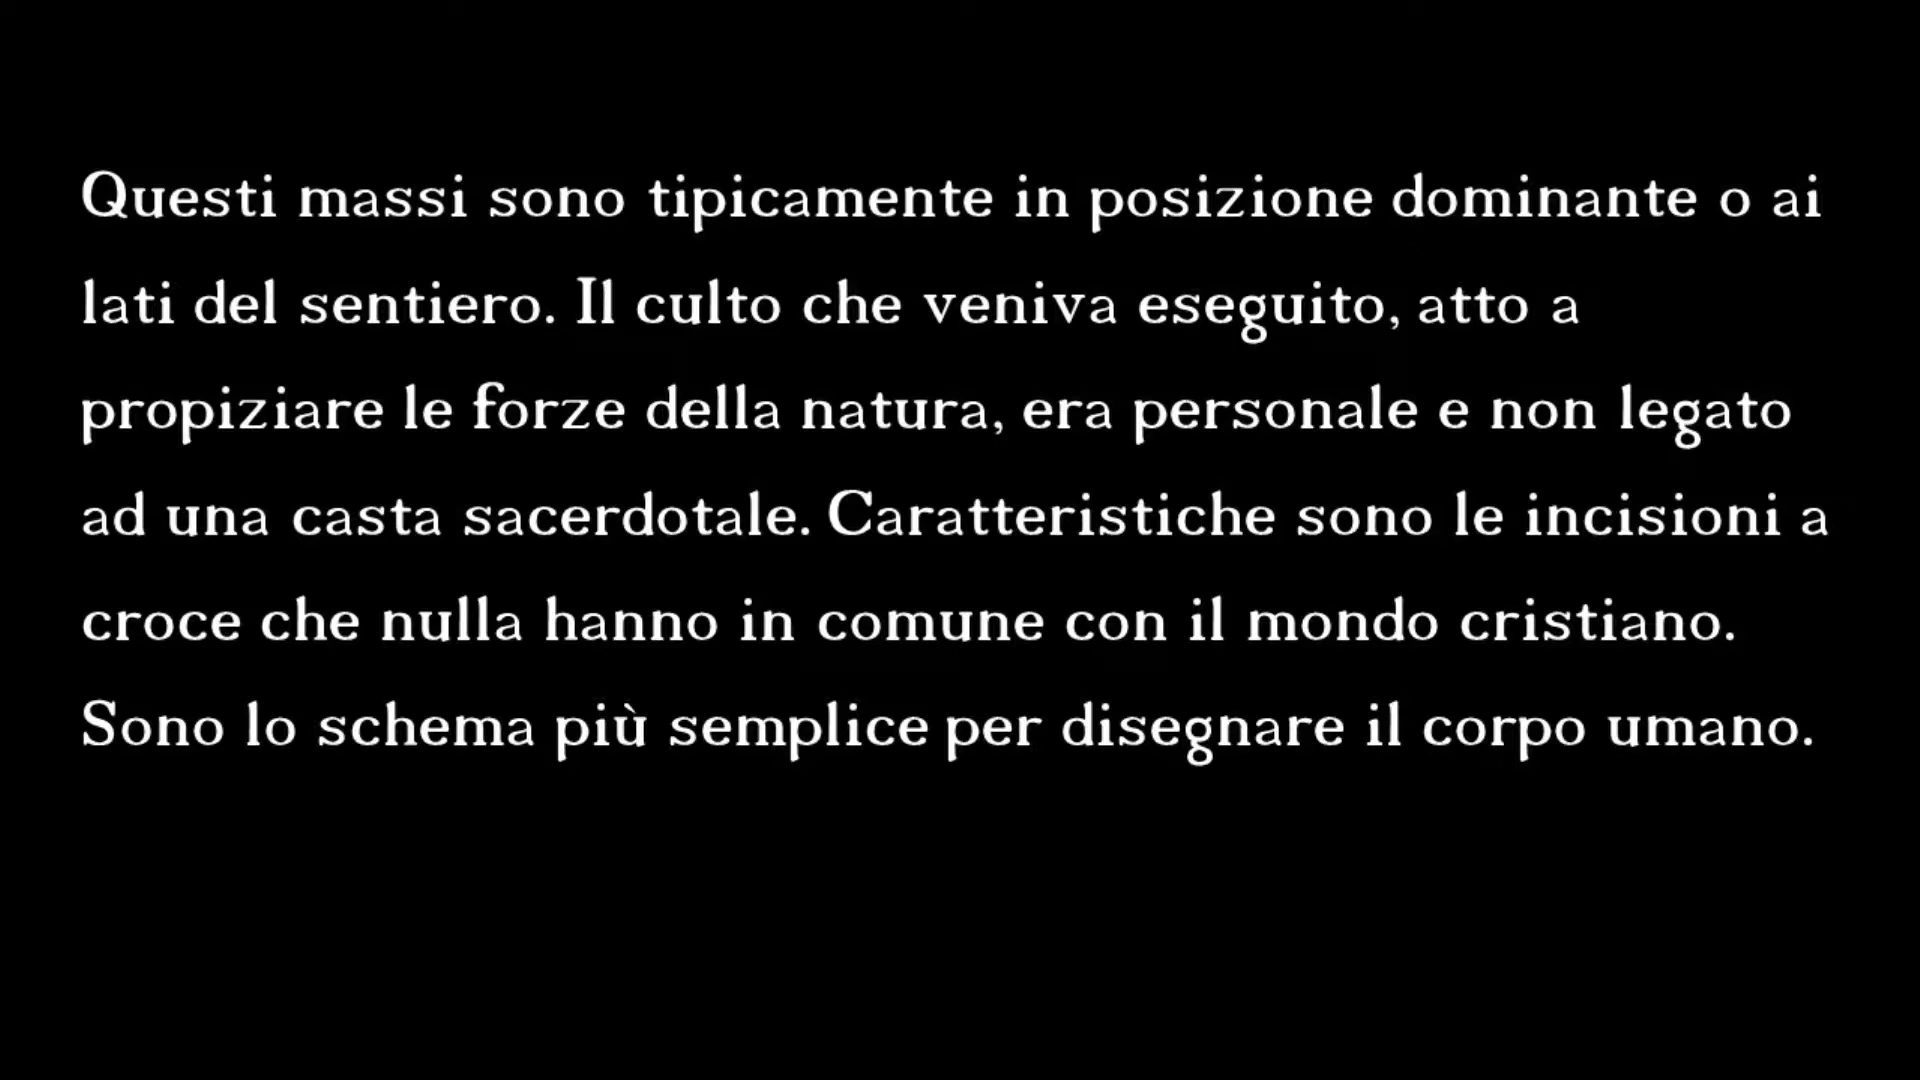 Questi massi sono tipicamente in posizione dominante o ai
lati del sentiero. Il culto che veniva eseguito, atto a
propiziare le forze della natura, era personale e non legato
ad una casta sacerdotale. Caratteristiche sono le incisioni a
croce che nulla hanno in comune con il mondo cristiano.
Sono lo schema più semplice per disegnare il corpo umano.